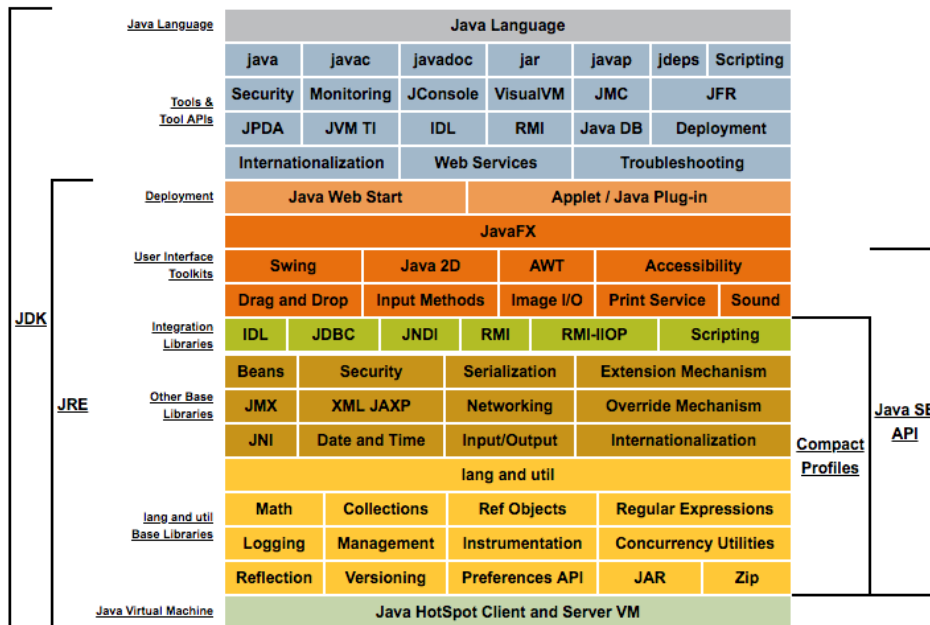 Java Language Java Language
java javac javadoc jar javap jdeps Scripting
Security Monitoring JConsole VisualVM JMC JFR
Tools &
Tool APIs
JPDA JVM TI IDL RMI Java DB Deployment
Internationalization Web Services Troubleshooting
Deployment Java Web Start Applet / Java Plug-in
JavaFX
User Interface
Toolkits
Swing Java 2D AWT Accessibility
Drag and Drop Input Methods Image I/O Print Service Sound
JDK
Integration
Libraries
IDL JDBC JNDI RMI RMI-IIOP Scripting
Beans Security Serialization Extension Mechanism
JRE
Other Base
Libraries
JMX XML JAXP Networking Override Mechanism
Java SE
API
JNI Date and Time Input/Output Internationalization
Compact
Profiles
lang and util
Math Collections Ref Objects Regular Expressions
lang and util
Base Libraries
Logging Management Instrumentation Concurrency Utilities
Reflection Versioning Preferences API JAR Zip
Java Virtual Machine Java HotSpot Client and Server VM